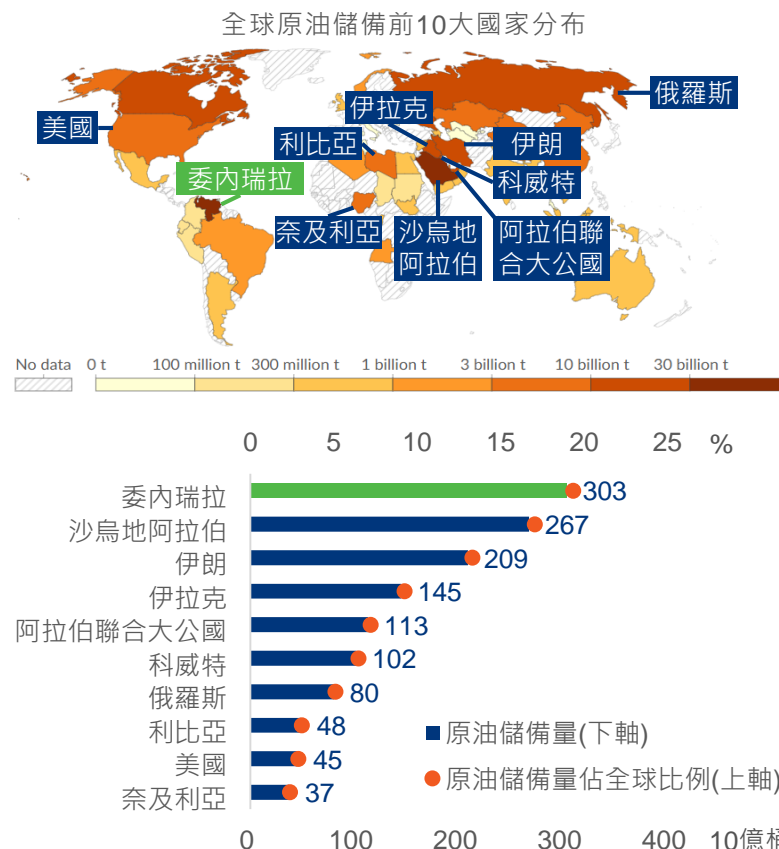 全球原油儲備前10大國家分布
俄羅斯
伊拉克
美國
利比亞
伊朗
委內瑞拉
科威特
奈及利亞
沙烏地
阿拉伯
阿拉伯聯
合大公國
No data 0 t 100 million t 300 million t 1 billion t 3 billion t 10 billion t 30 billion t
0 5 10 15 20 25 %
委內瑞拉 303
沙烏地阿拉伯 267
伊朗 209
伊拉克 145
阿拉伯聯合大公國 113
科威特 102
俄羅斯 80
利比亞 48
美國 45
奈及利亞 37
原油儲備量(下軸)
原油儲備量佔全球比例(上軸)
0 100 200 300 400 10億桶